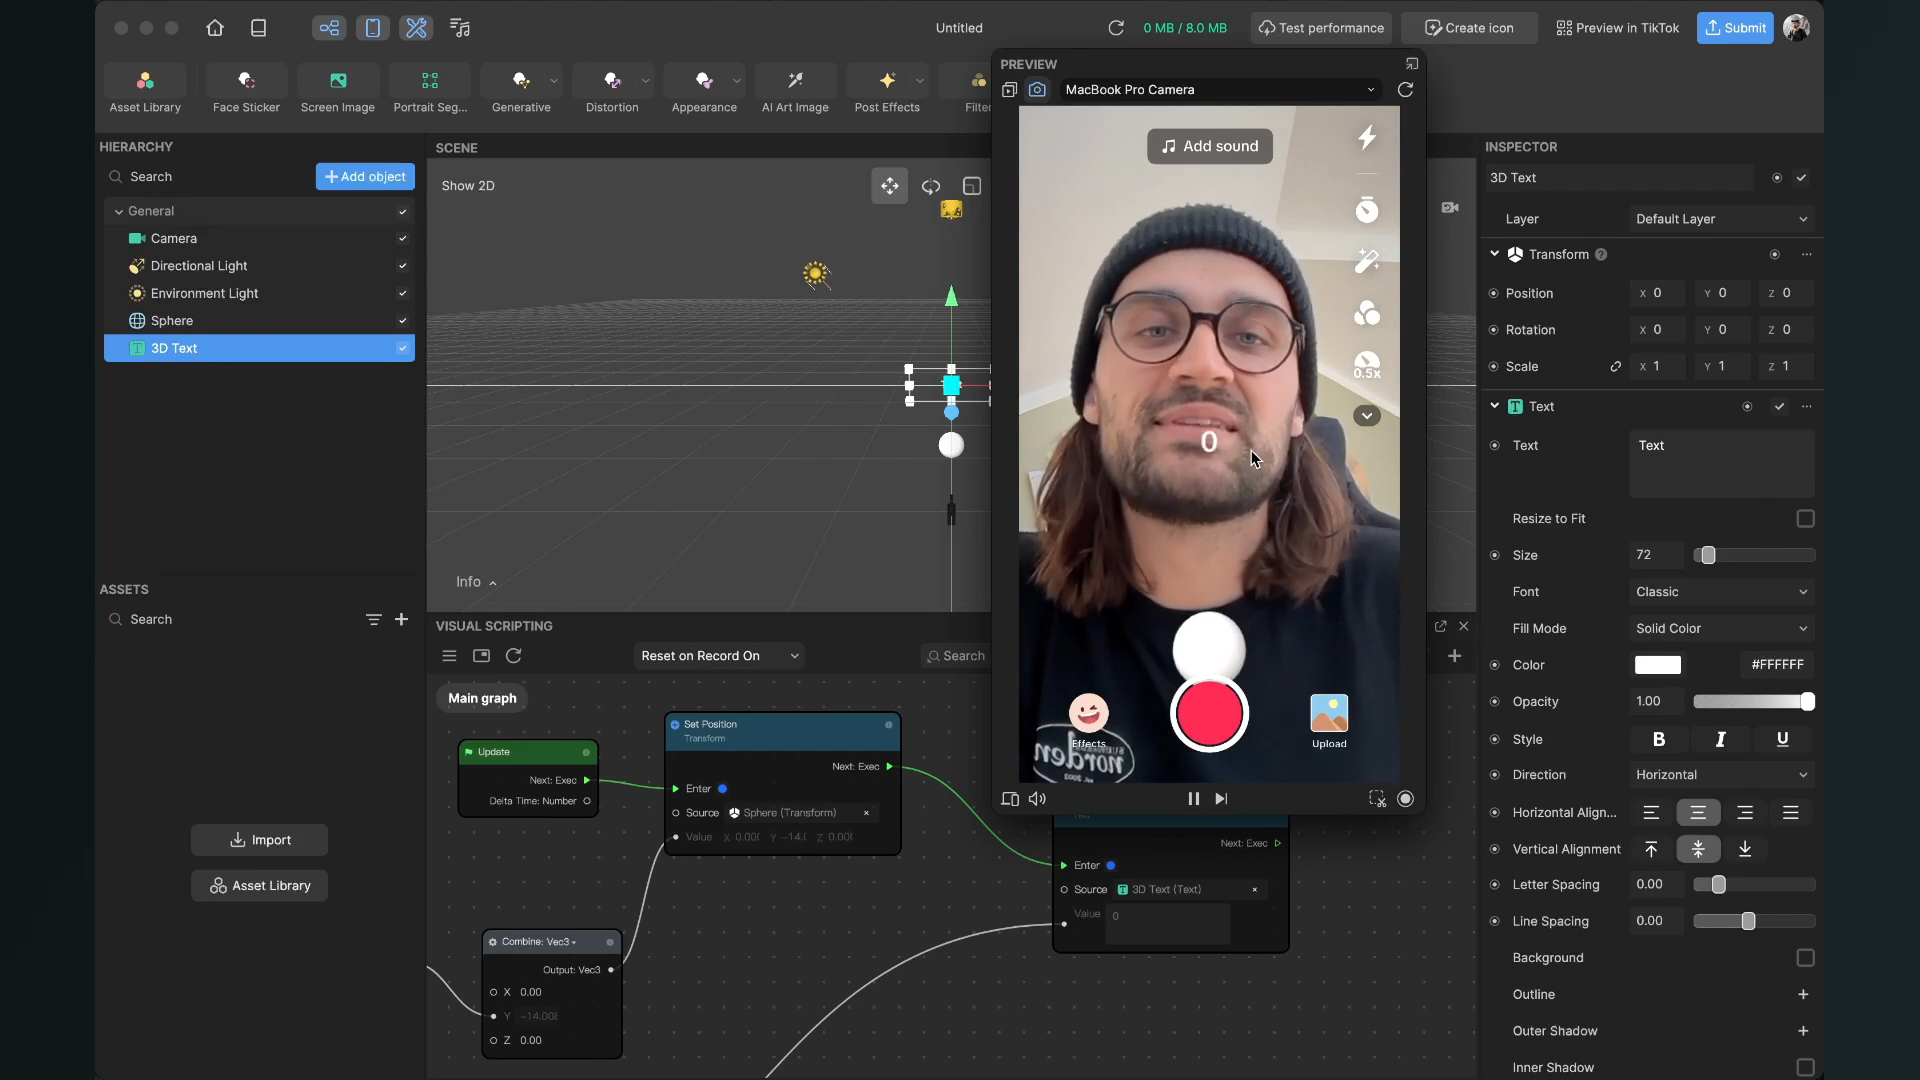 Untitled
0 MB / 8.0 MB
Test performance
Create icon
Preview in TikTok
Submit
Asset Library
Face Sticker
Screen Image
Portrait Seg...
Generative
Distortion
Appearance
AI Art Image
Post Effects
Filter
HIERARCHY
Search
Add object
General
Camera
Directional Light
Environment Light
Sphere
3D Text
ASSETS
Search
Import
Asset Library
SCENE
Show 2D
Info
PREVIEW
MacBook Pro Camera
Add sound
0.5x
0
Effects
Upload
norden
VISUAL SCRIPTING
Reset on Record On
Search
Main graph
Update
Next: Exec
Delta Time: Number
Set Position
Transform
Next: Exec
Enter
Source Sphere (Transform) ×
Value X 0.00( Y -14.( Z 0.00(
Combine: Vec3
Output: Vec3
X 0.00
Y -14.008
Z 0.00
Next: Exec
Enter
Source 3D Text (Text) ×
Value 0
INSPECTOR
3D Text
Layer Default Layer
Transform
Position X 0 Y 0 Z 0
Rotation X 0 Y 0 Z 0
Scale X 1 Y 1 Z 1
Text
Text Text
Resize to Fit
Size 72
Font Classic
Fill Mode Solid Color
Color #FFFFFF
Opacity 1.00
Style B I U
Direction Horizontal
Horizontal Align...
Vertical Alignment
Letter Spacing 0.00
Line Spacing 0.00
Background
Outline
Outer Shadow
Inner Shadow